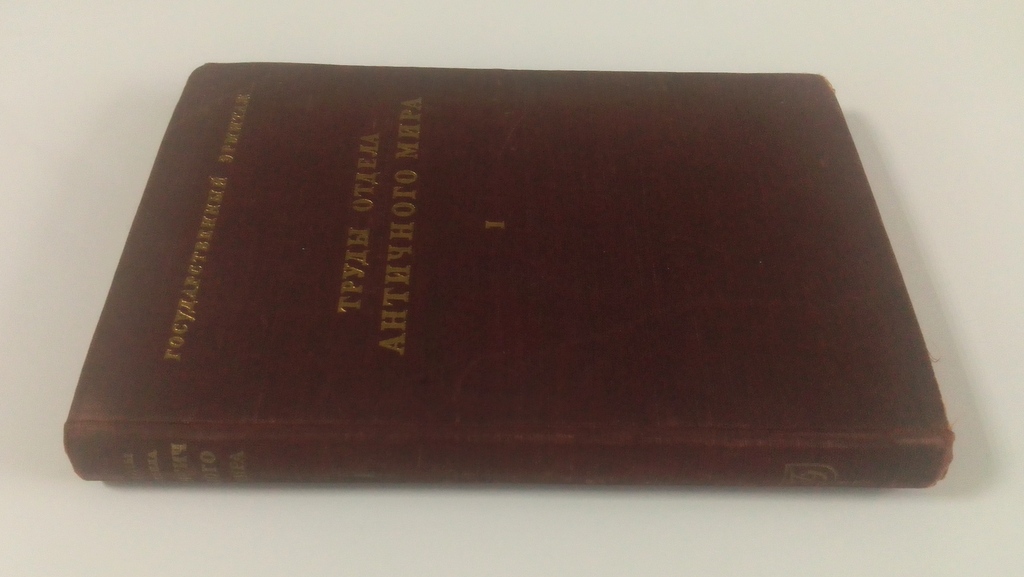 ГОСУДАРСТВЕННЫЙ ЭРМИТАЖ
ТРУДЫ ОТДЕЛА
АНТИЧНОГО МИРА
I